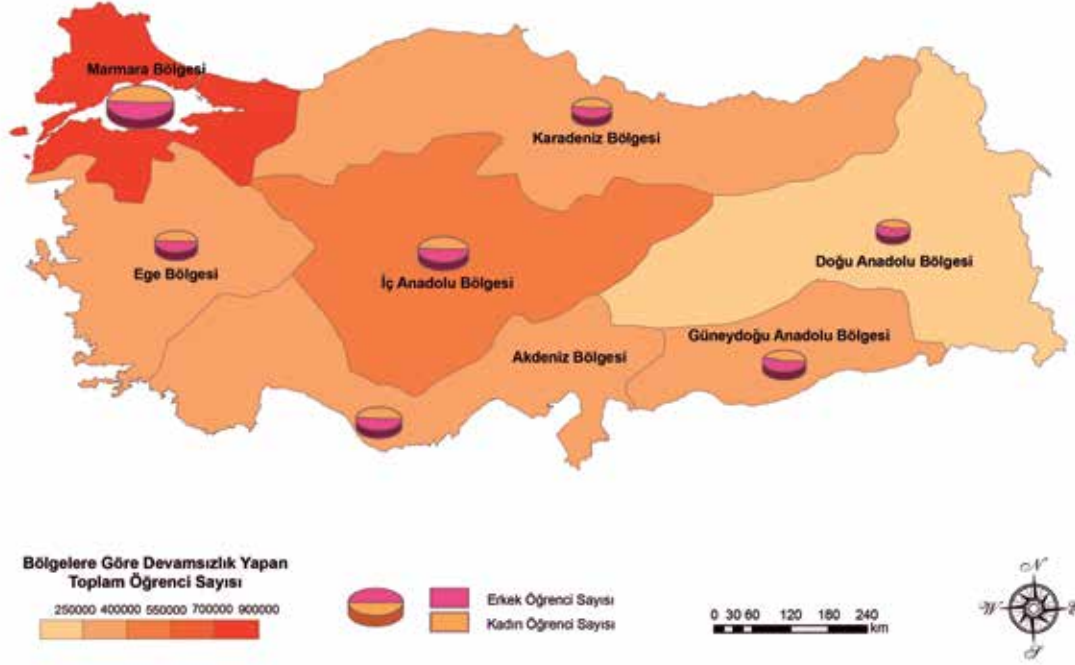 Marmara Bölgesi
Karadeniz Bölgesi
Ege Bölgesi
İç Anadolu Bölgesi
Doğu Anadolu Bölgesi
Akdeniz Bölgesi
Güneydoğu Anadolu Bölgesi
Bölgelere Göre Devamsızlık Yapan
Toplam Öğrenci Sayısı
250000 400000 550000 700000 900000
Erkek Öğrenci Sayısı
Kadın Öğrenci Sayısı
0 30 60 120 180 240
km
N
W E
S